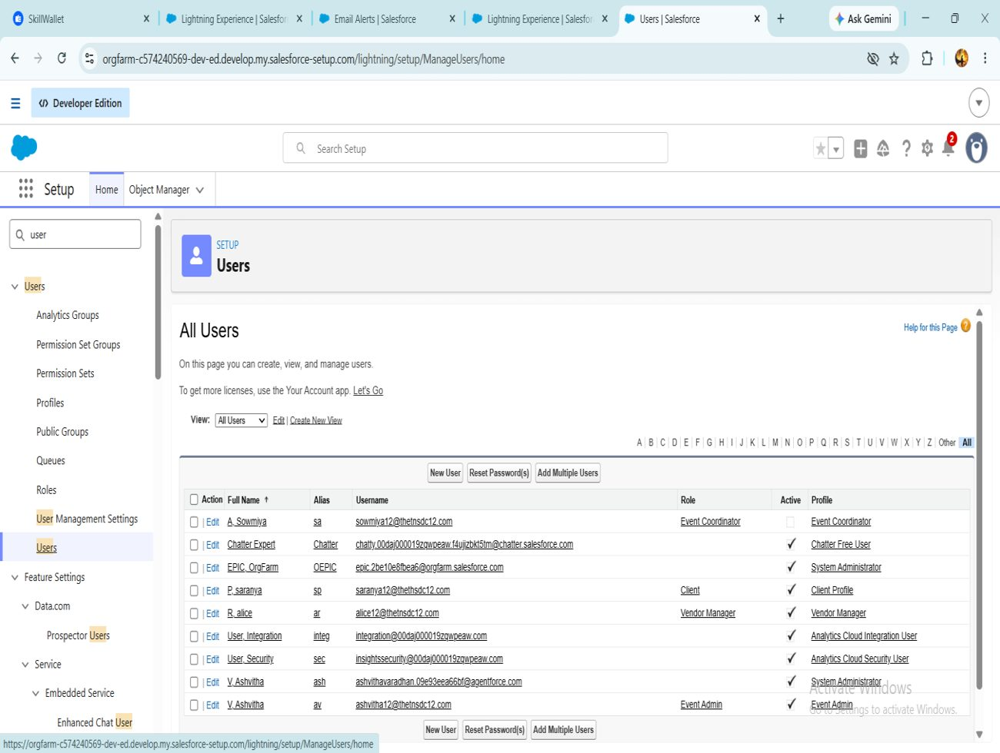 SkillWallet
Lightning Experience | Salesfor
Email Alerts | Salesforce
Lightning Experience | Salesfor
Users | Salesforce
Ask Gemini
orgfarm-c574240569-dev-ed.develop.my.salesforce-setup.com/lightning/setup/ManageUsers/home
</> Developer Edition
Search Setup
2
Setup
Home
Object Manager
user
SETUP
Users
Users
Analytics Groups
Permission Set Groups
Permission Sets
Profiles
Public Groups
Queues
Roles
User Management Settings
Users
Feature Settings
Data.com
Prospector Users
Service
Embedded Service
Enhanced Chat User
All Users
Help for this Page
On this page you can create, view, and manage users.
To get more licenses, use the Your Account app. Let's Go
View: All Users Edit | Create New View
A B C D E F G H I J K L M N O P Q R S T U V W X Y Z Other All
New User Reset Password(s) Add Multiple Users
Action Full Name ↑ Alias Username Role Active Profile
Edit A, Sowmiya sa sowmiya12@thetnsdc12.com Event Coordinator Event Coordinator
Edit Chatter Expert Chatter chatty.00daj000019zqwpeaw.f4ujizbkt5tm@chatter.salesforce.com ✓ Chatter Free User
Edit EPIC, OrgFarm OEPIC epic.2be10e8fbea6@orgfarm.salesforce.com ✓ System Administrator
Edit P, saranya sp saranya12@thethsdc12.com Client ✓ Client Profile
Edit R, alice ar alice12@thetnsdc12.com Vendor Manager ✓ Vendor Manager
Edit User, Integration integ integration@00daj000019zqwpeaw.com ✓ Analytics Cloud Integration User
Edit User, Security sec insightssecurity@00daj000019zqwpeaw.com ✓ Analytics Cloud Security User
Edit V, Ashvitha ash ashvithavaradhan.09e93eea66bf@agentforce.com ✓ System Administrator
Edit V, Ashvitha av ashvitha12@thetnsdc12.com Event Admin ✓ Event Admin
New User Reset Password(s) Add Multiple Users
Activate Windows
Go to Settings to activate Windows.
https://orgfarm-c574240569-dev-ed.develop.my.salesforce-setup.com/lightning/setup/ManageUsers/home